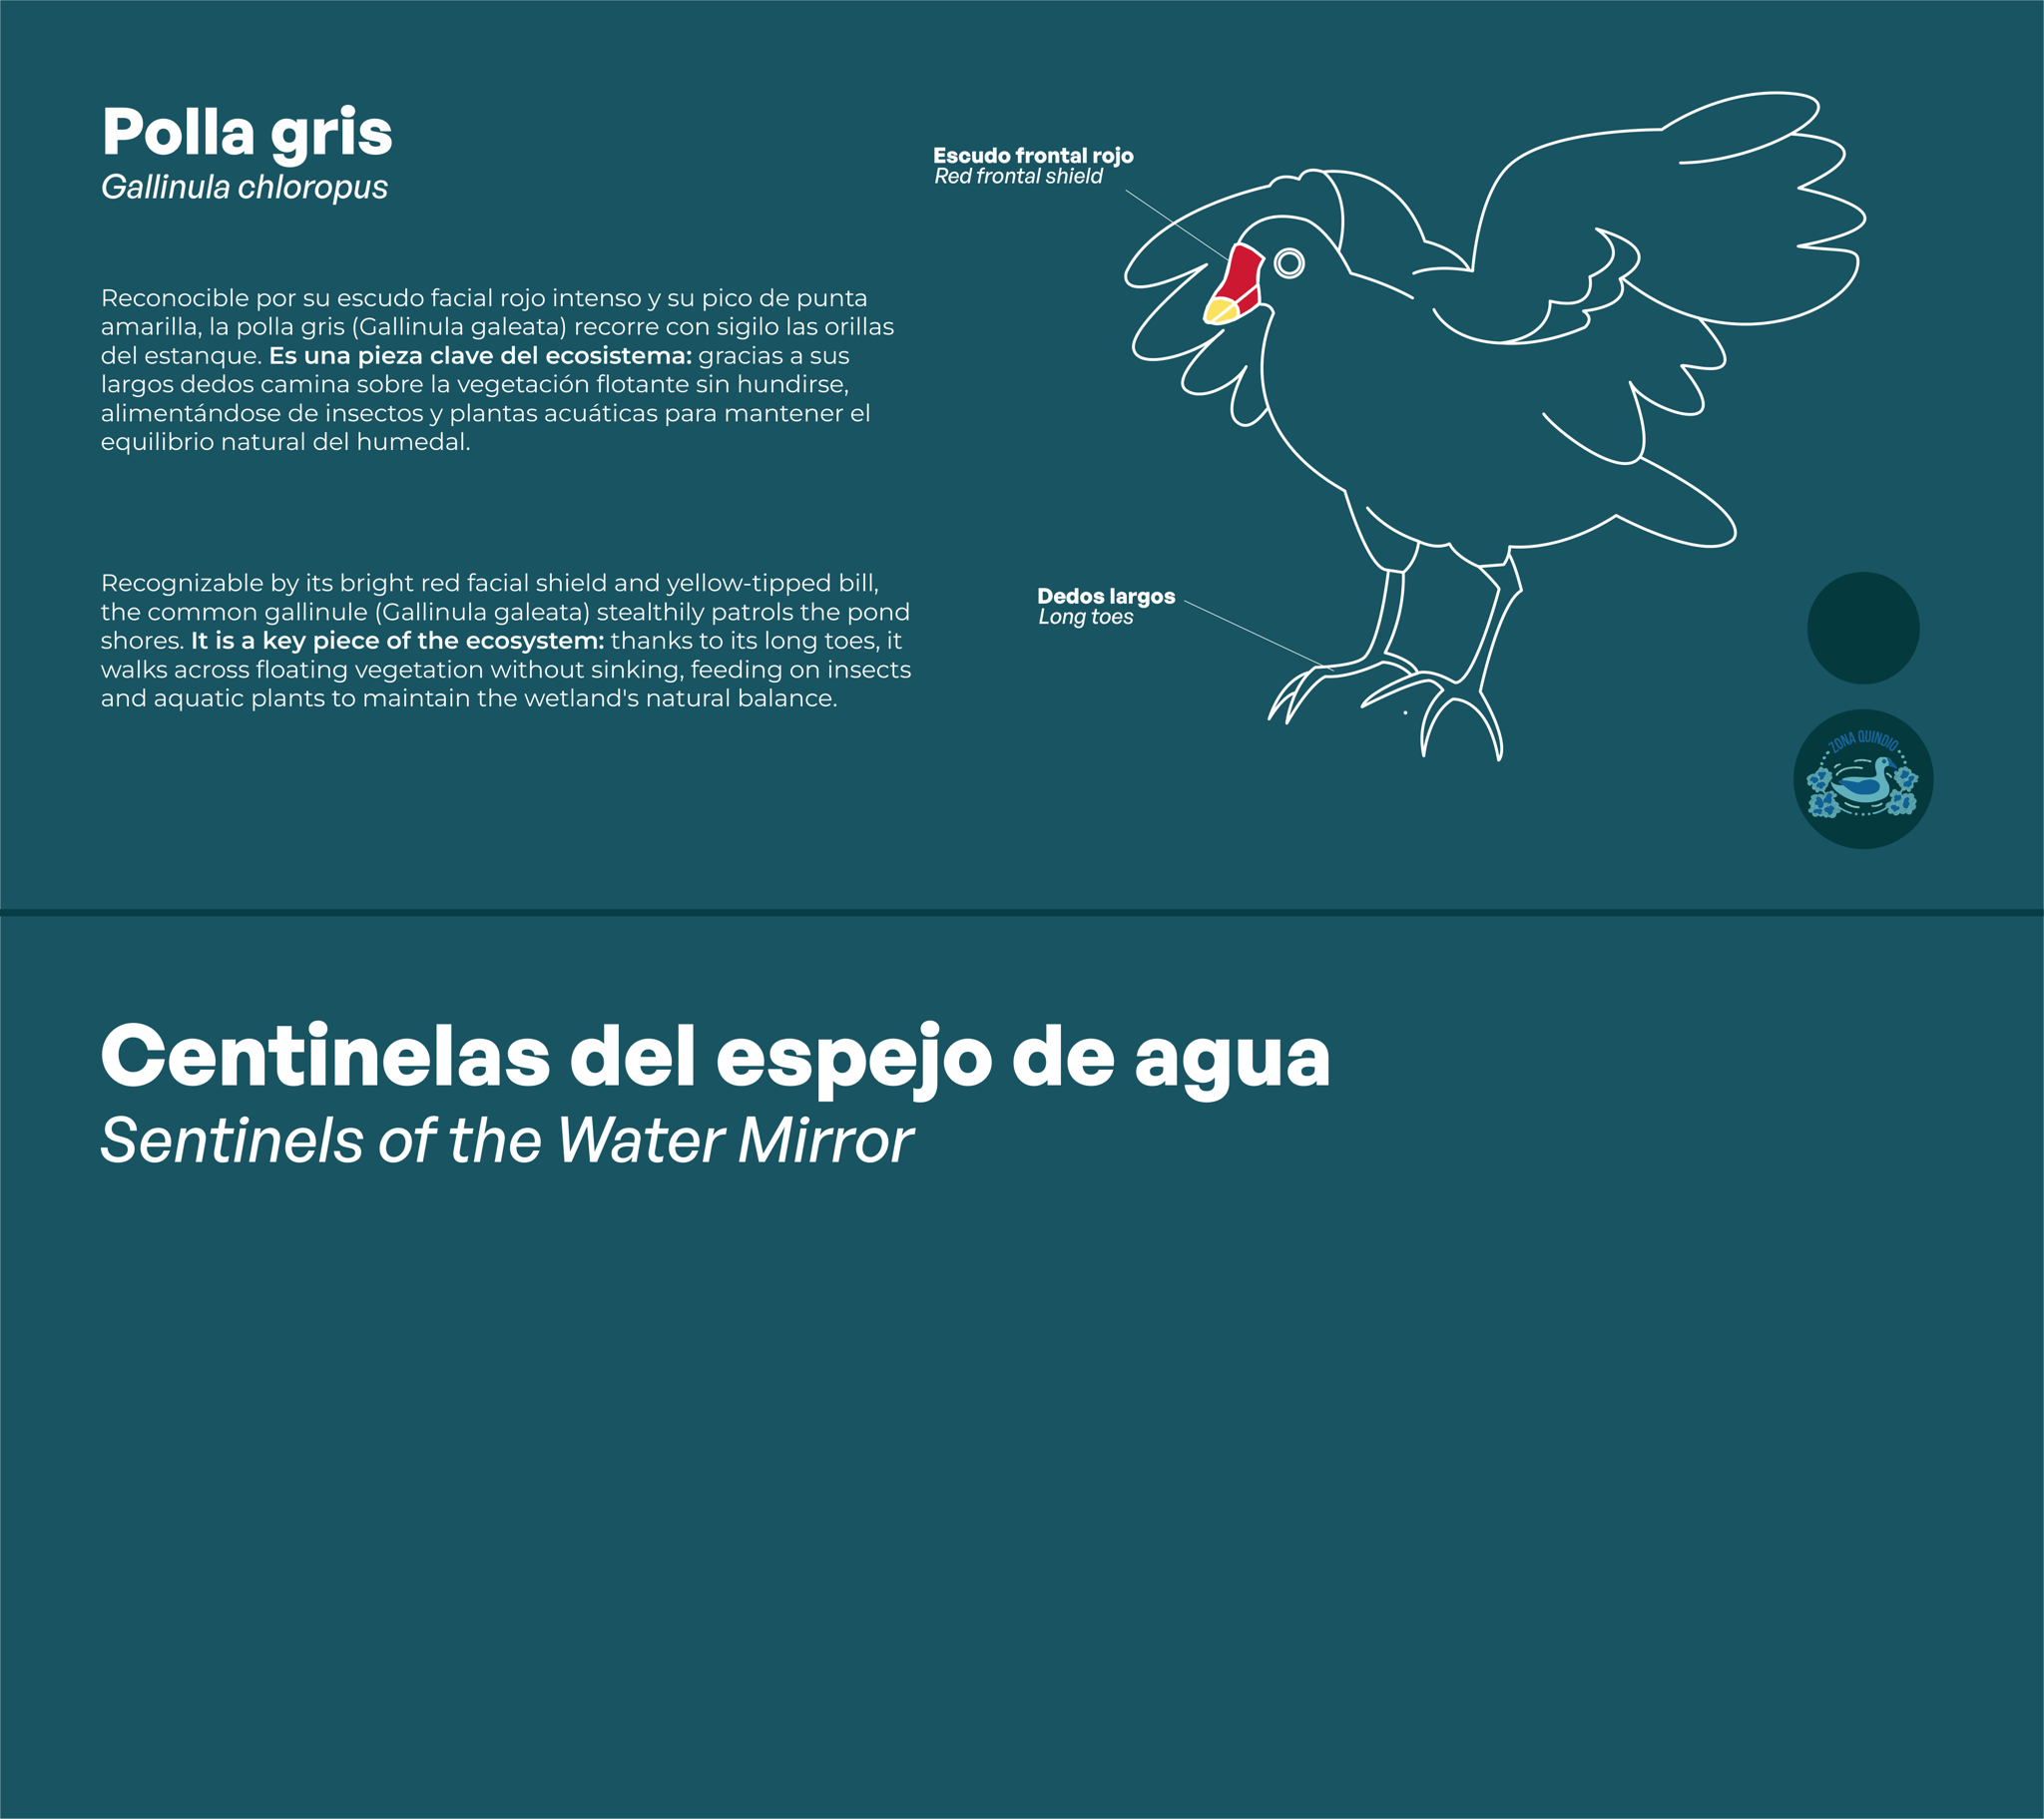 Polla gris
Gallinula chloropus
Escudo frontal rojo
Red frontal shield
Reconocible por su escudo facial rojo intenso y su pico de punta
amarilla, la polla gris (Gallinula galeata) recorre con sigilo las orillas
del estanque. Es una pieza clave del ecosistema: gracias a sus
largos dedos camina sobre la vegetación flotante sin hundirse,
alimentándose de insectos y plantas acuáticas para mantener el
equilibrio natural del humedal.
Recognizable by its bright red facial shield and yellow-tipped bill,
the common gallinule (Gallinula galeata) stealthily patrols the pond
shores. It is a key piece of the ecosystem: thanks to its long toes, it
walks across floating vegetation without sinking, feeding on insects
and aquatic plants to maintain the wetland's natural balance.
Dedos largos
Long toes
ZONA QUINDIO
Centinelas del espejo de agua
Sentinels of the Water Mirror